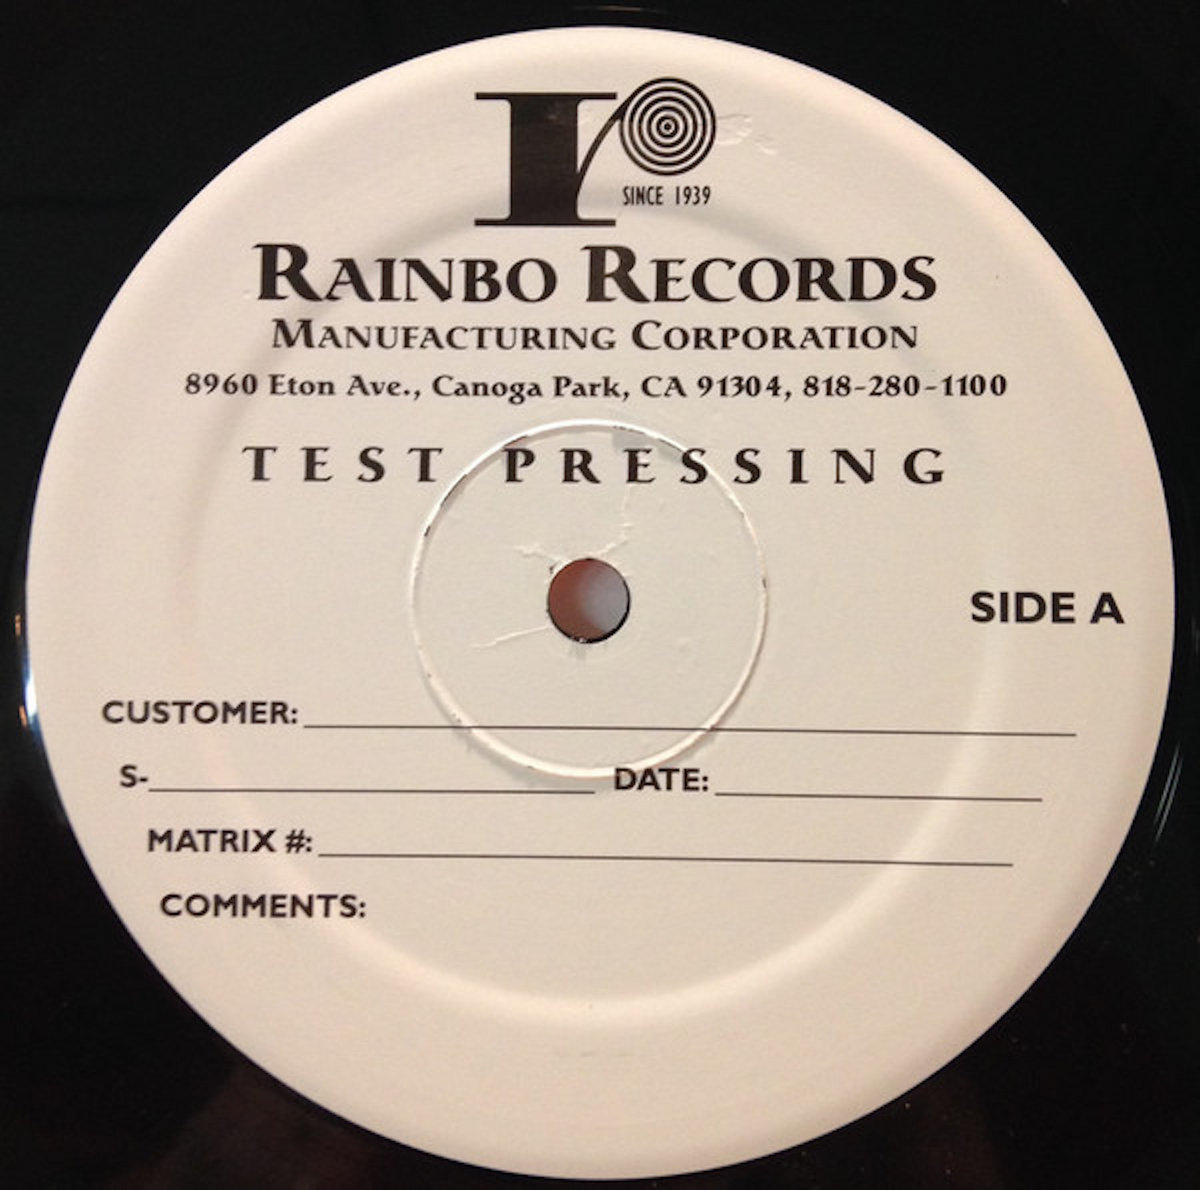 r
SINCE 1939
RAINBO RECORDS
MANUFACTURING CORPORATION
8960 Eton Ave., Canoga Park, CA 91304, 818-280-1100
TEST PRESSING
SIDE A
CUSTOMER:
S- DATE:
MATRIX #:
COMMENTS: